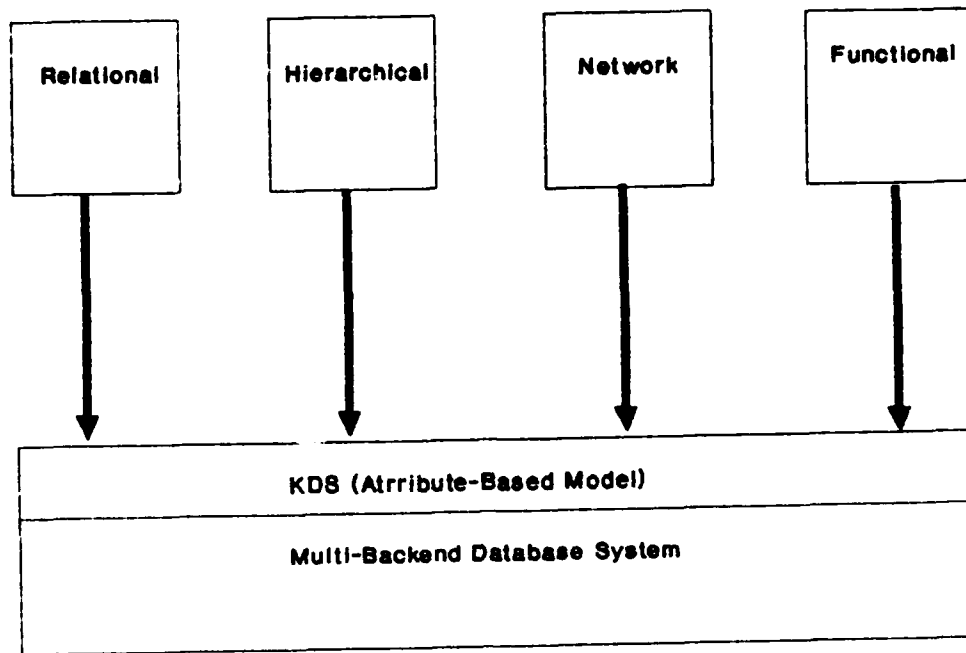 Relational
Hierarchical
Network
Functional
KDS (Atrribute-Based Model)
Multi-Backend Database System